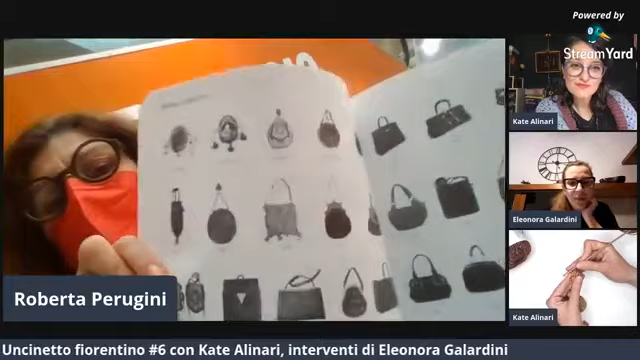 Powered by
StreamYard
Kate Alinari
Eleonora Galardini
Kate Alinari
Roberta Perugini
Uncinetto fiorentino #6 con Kate Alinari, interventi di Eleonora Galardini